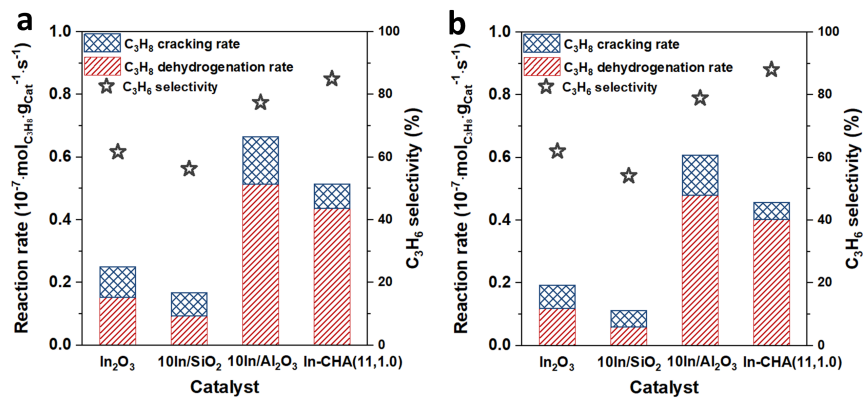 a
Reaction rate (10⁻⁷·mol_C₃H₈·g_Cat⁻¹·s⁻¹)
1.0
0.8
0.6
0.4
0.2
0.0
C₃H₈ cracking rate
C₃H₈ dehydrogenation rate
C₃H₆ selectivity
100
80
60
40
20
0
C₃H₆ selectivity (%)
In₂O₃ 10In/SiO₂ 10In/Al₂O₃ In-CHA(11,1.0)
Catalyst
b
Reaction rate (10⁻⁷·mol_C₃H₈·g_Cat⁻¹·s⁻¹)
1.0
0.8
0.6
0.4
0.2
0.0
C₃H₈ cracking rate
C₃H₈ dehydrogenation rate
C₃H₆ selectivity
100
80
60
40
20
0
C₃H₆ selectivity (%)
In₂O₃ 10In/SiO₂ 10In/Al₂O₃ In-CHA(11,1.0)
Catalyst